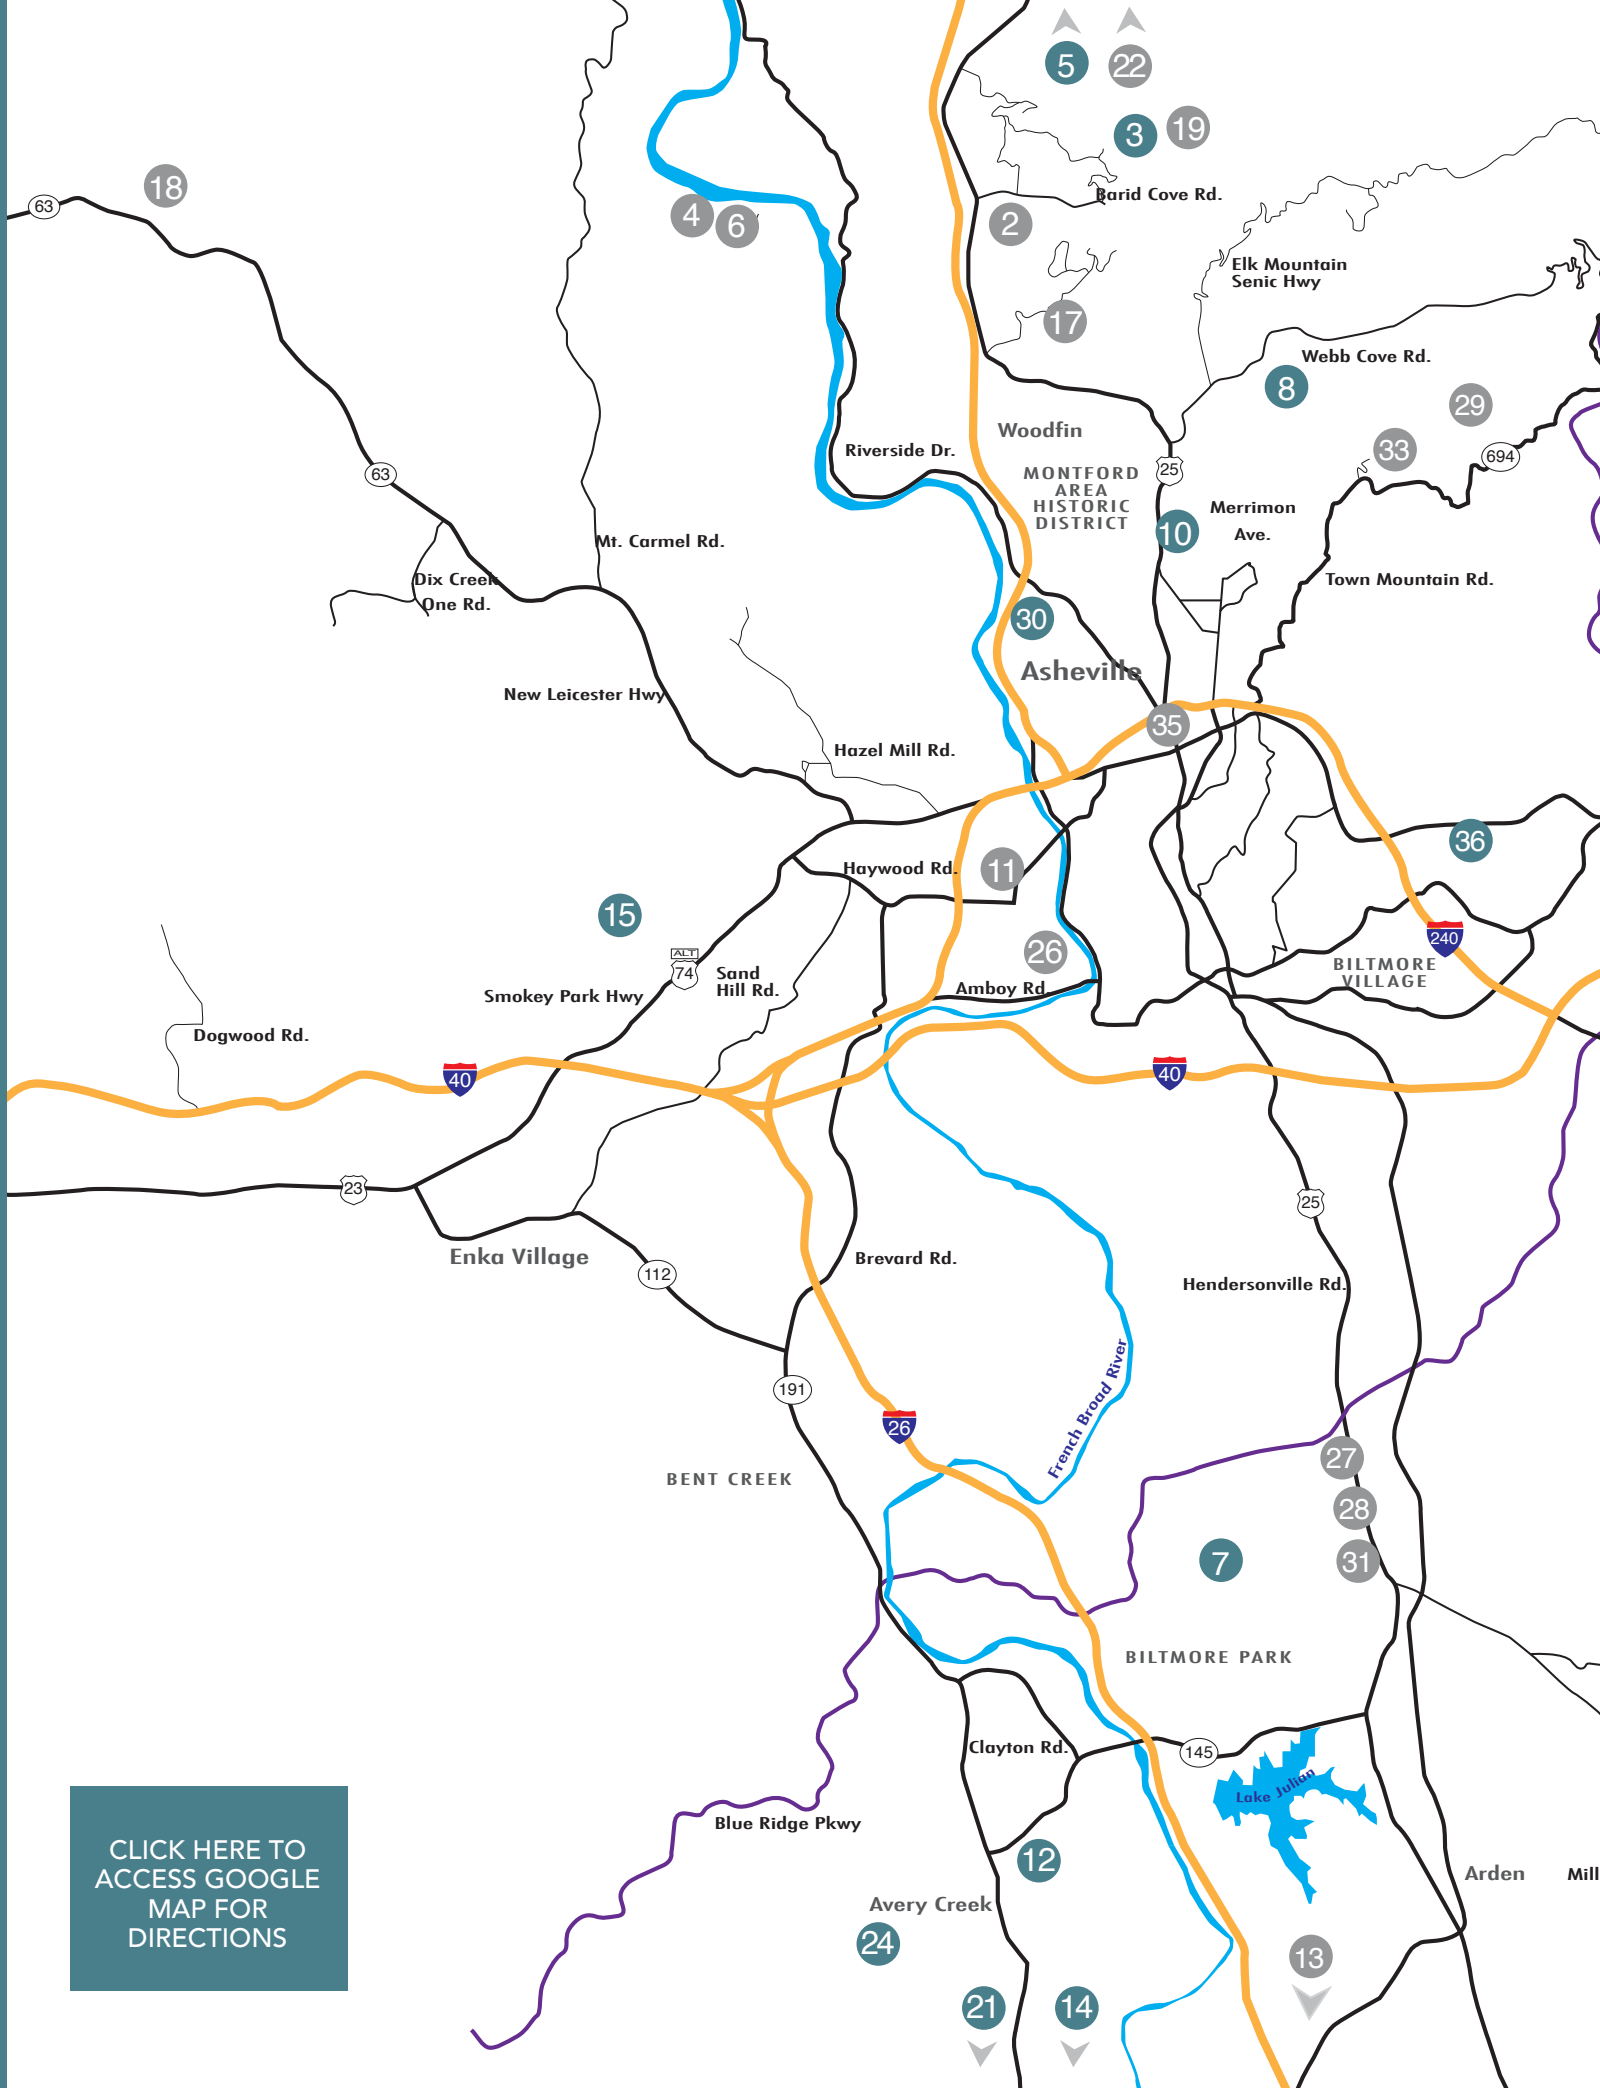 5
22
3
19
18
63
Barid Cove Rd.
4
6
2
Elk Mountain
Senic Hwy
17
Webb Cove Rd.
8
29
Woodfin
Riverside Dr.
33
694
63
25
MONTFORD
AREA
HISTORIC
DISTRICT
10
Merrimon
Ave.
Mt. Carmel Rd.
Dix Creek
One Rd.
Town Mountain Rd.
30
Asheville
New Leicester Hwy
35
Hazel Mill Rd.
36
Haywood Rd.
11
15
240
26
ALT
74
Sand
Hill Rd.
BILTMORE
VILLAGE
Smokey Park Hwy
Amboy Rd.
Dogwood Rd.
40
40
23
25
Enka Village
Brevard Rd.
112
Hendersonville Rd.
191
French Broad River
26
27
BENT CREEK
28
7
31
BILTMORE PARK
Clayton Rd.
145
Lake Julian
Blue Ridge Pkwy
CLICK HERE TO
ACCESS GOOGLE
MAP FOR
DIRECTIONS
12
Arden
Mill
Avery Creek
24
13
21
14